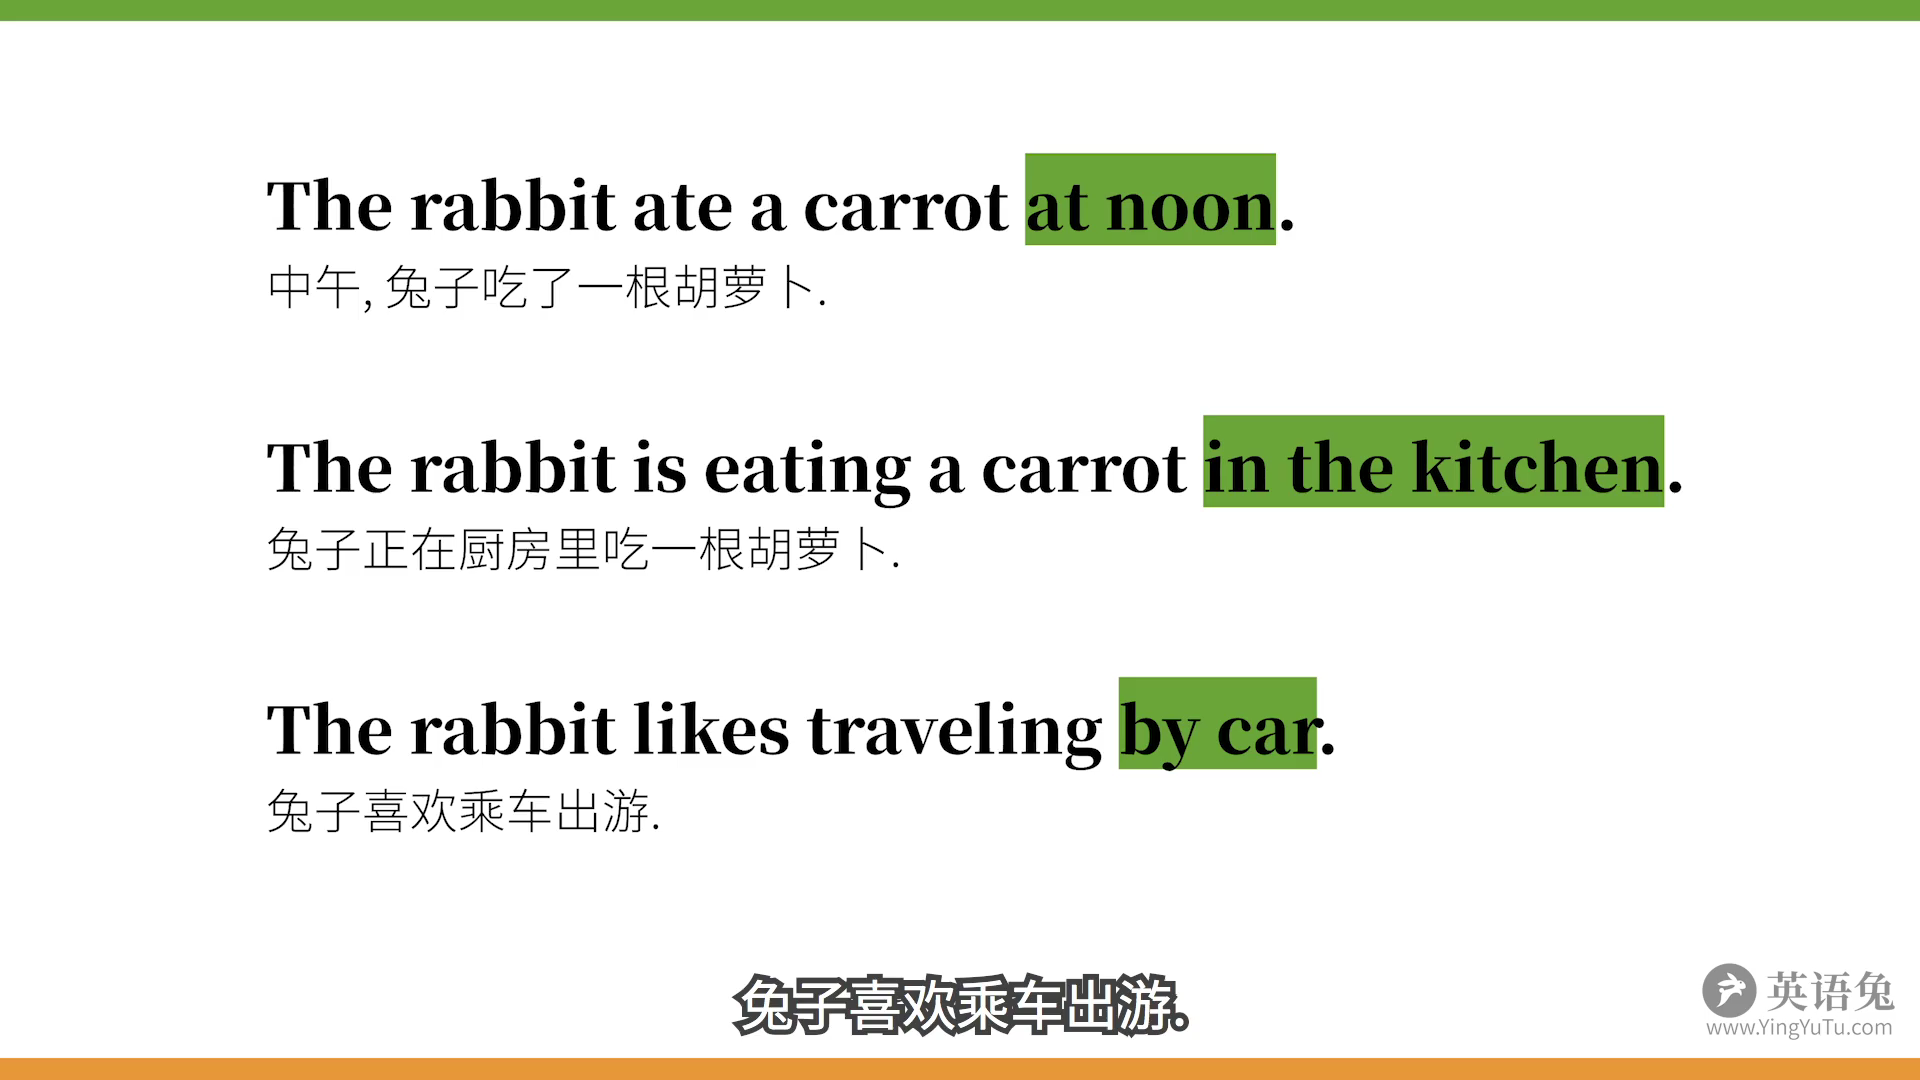 The rabbit ate a carrot at noon.
中午, 兔子吃了一根胡萝卜.
The rabbit is eating a carrot in the kitchen.
兔子正在厨房里吃一根胡萝卜.
The rabbit likes traveling by car.
兔子喜欢乘车出游.
兔子喜欢乘车出游.
英语兔
www.YingYuTu.com